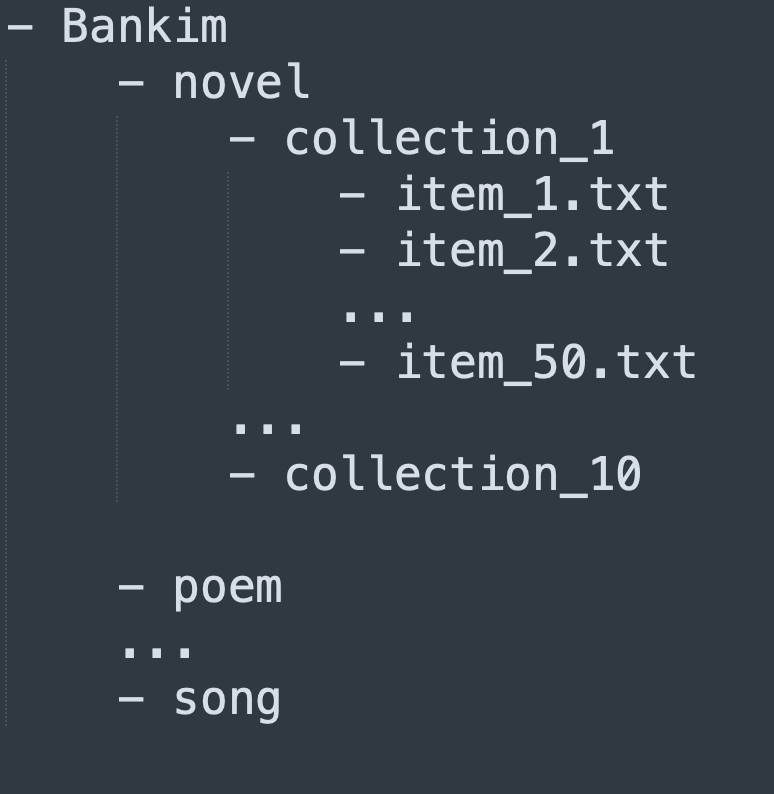 - Bankim
- novel
- collection_1
- item_1.txt
- item_2.txt
...
- item_50.txt
...
- collection_10
- poem
...
- song